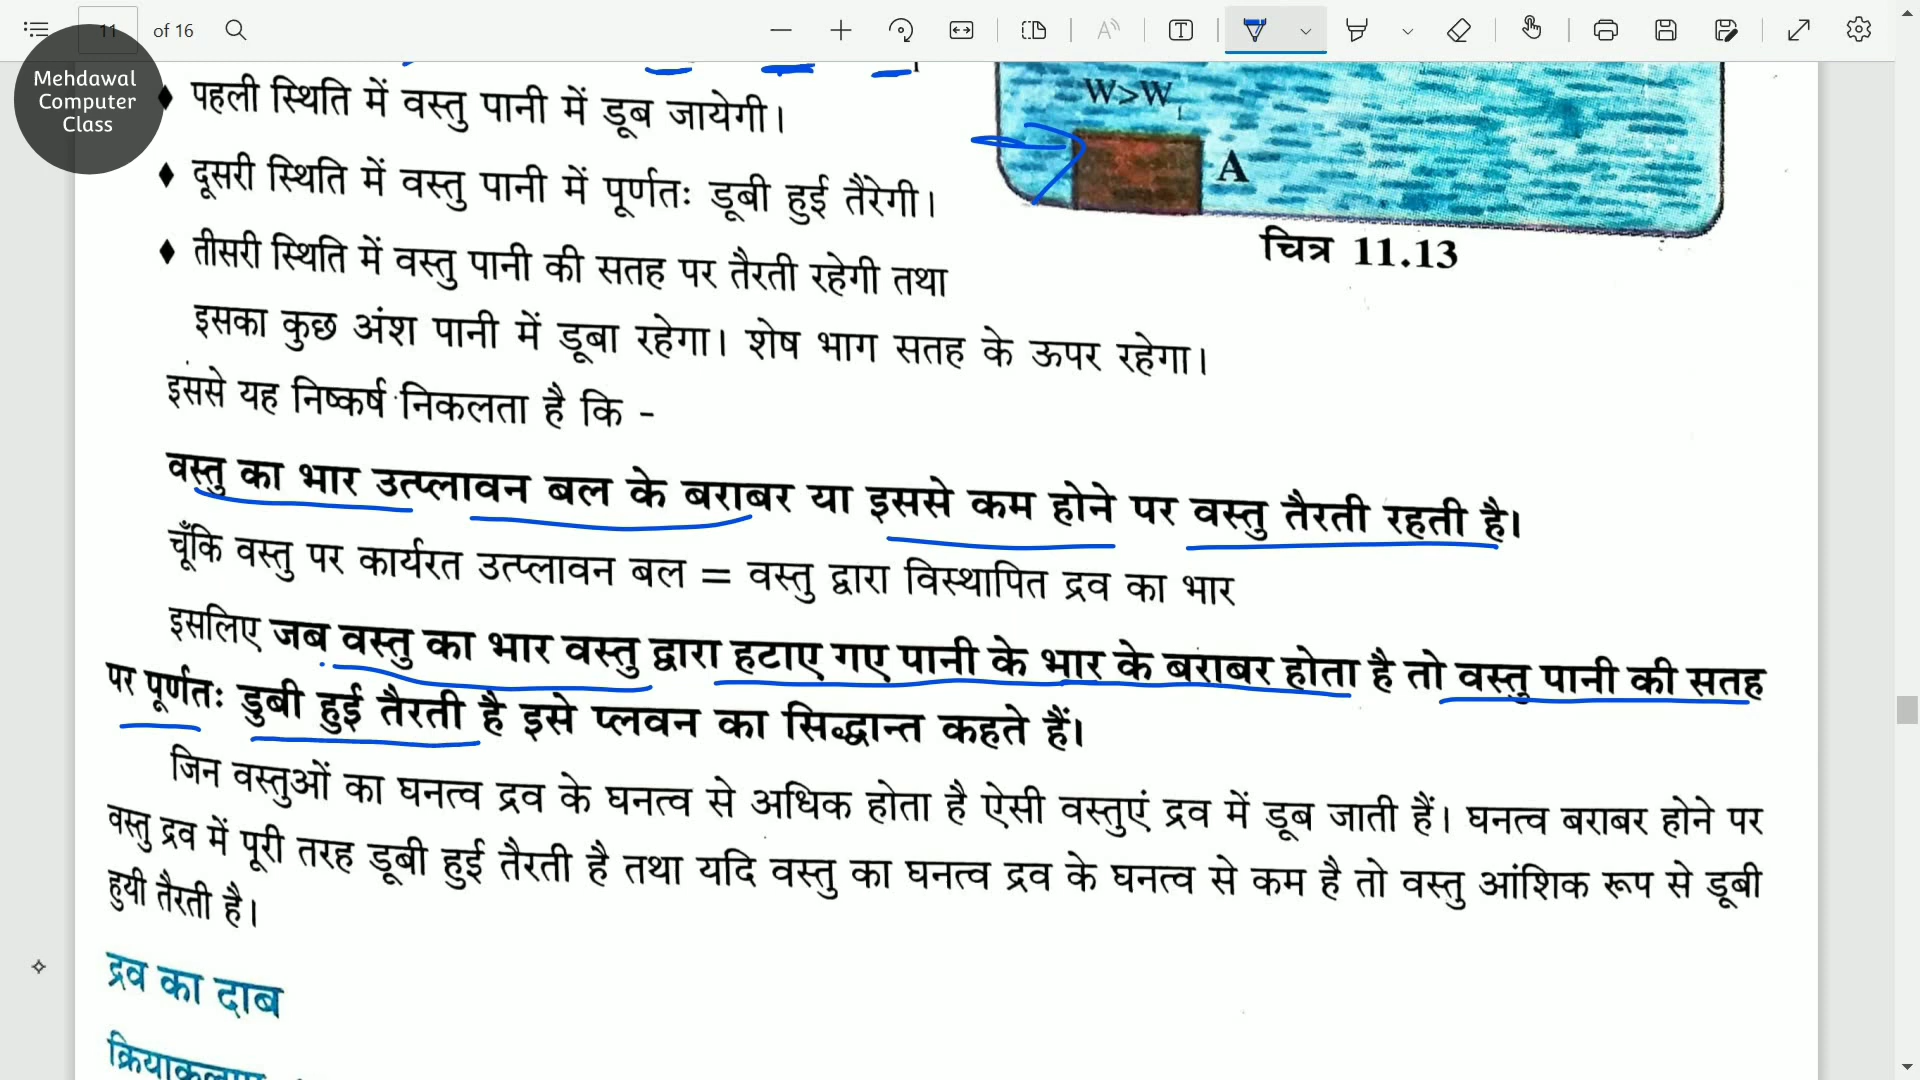 11 of 16
Mehdawal
Computer
Class
पहली स्थिति में वस्तु पानी में डूब जायेगी।
दूसरी स्थिति में वस्तु पानी में पूर्णतः डूबी हुई तैरेगी।
तीसरी स्थिति में वस्तु पानी की सतह पर तैरती रहेगी तथा
इसका कुछ अंश पानी में डूबा रहेगा। शेष भाग सतह के ऊपर रहेगा।
W>W₁
A
चित्र 11.13
इससे यह निष्कर्ष निकलता है कि -
वस्तु का भार उत्प्लावन बल के बराबर या इससे कम होने पर वस्तु तैरती रहती है।
चूँकि वस्तु पर कार्यरत उत्प्लावन बल = वस्तु द्वारा विस्थापित द्रव का भार
इसलिए जब वस्तु का भार वस्तु द्वारा हटाए गए पानी के भार के बराबर होता है तो वस्तु पानी की सतह
पर पूर्णतः डुबी हुई तैरती है इसे प्लवन का सिद्धान्त कहते हैं।
जिन वस्तुओं का घनत्व द्रव के घनत्व से अधिक होता है ऐसी वस्तुएं द्रव में डूब जाती हैं। घनत्व बराबर होने पर
वस्तु द्रव में पूरी तरह डूबी हुई तैरती है तथा यदि वस्तु का घनत्व द्रव के घनत्व से कम है तो वस्तु आंशिक रूप से डूबी
हुयी तैरती है।
द्रव का दाब